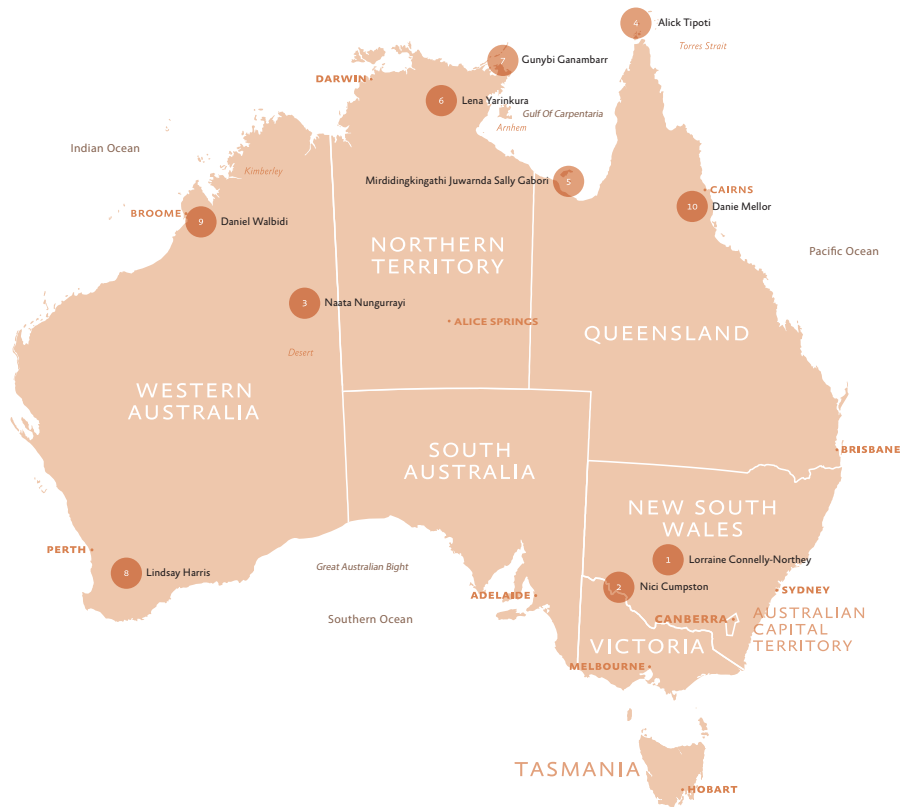 4 Alick Tipoti
Torres Strait
7 Gunybi Ganambarr
DARWIN
6 Lena Yarinkura
Gulf Of Carpentaria
Arnhem
Indian Ocean
Kimberley
Mirdidingkingathi Juwarnda Sally Gabori 5
CAIRNS
10 Danie Mellor
BROOME
9 Daniel Walbidi
NORTHERN
TERRITORY
Pacific Ocean
3 Naata Nungurrayi
ALICE SPRINGS
QUEENSLAND
Desert
WESTERN
AUSTRALIA
SOUTH
AUSTRALIA
BRISBANE
NEW SOUTH
WALES
PERTH
1 Lorraine Connelly-Northey
8 Lindsay Harris
Great Australian Bight
2 Nici Cumpston
SYDNEY
ADELAIDE
Southern Ocean
CANBERRA
AUSTRALIAN
CAPITAL
TERRITORY
VICTORIA
MELBOURNE
TASMANIA
HOBART